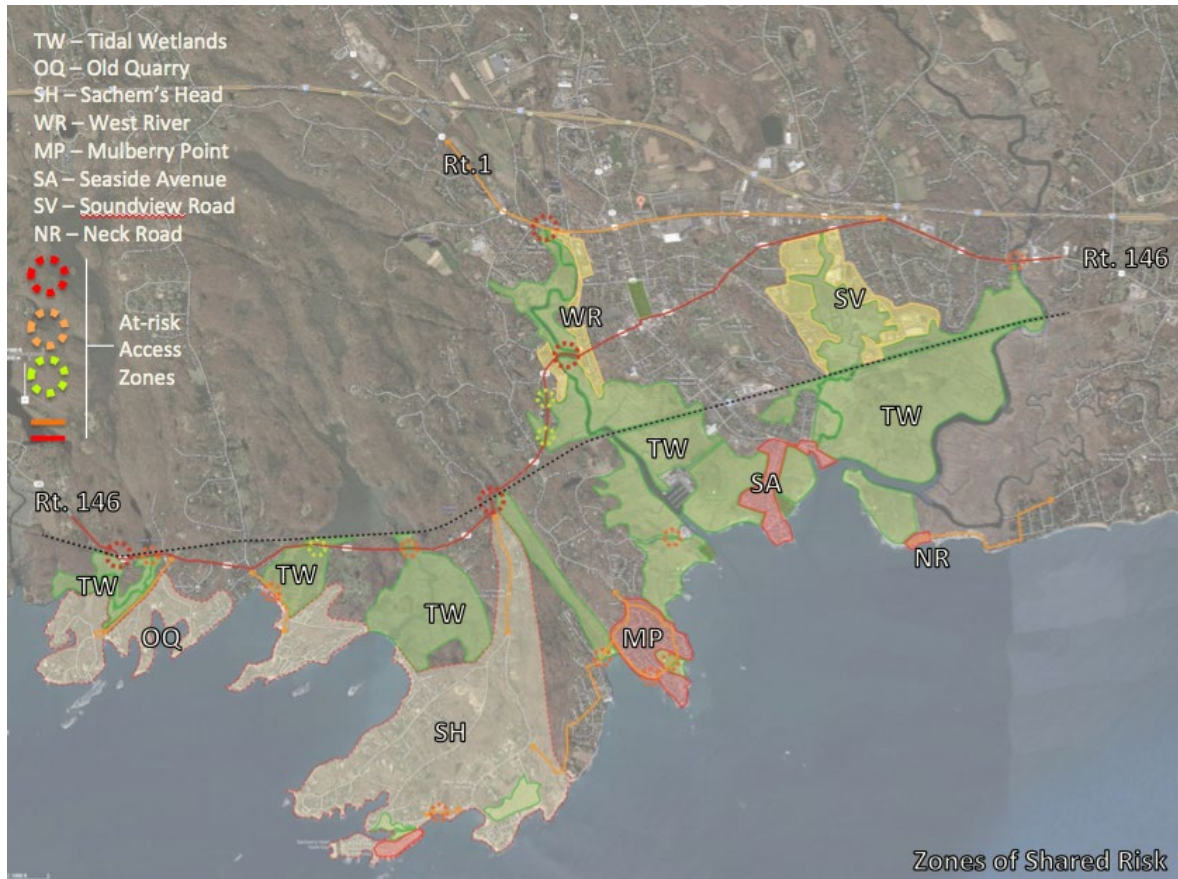 TW – Tidal Wetlands
OQ – Old Quarry
SH – Sachem's Head
WR – West River
MP – Mulberry Point
SA – Seaside Avenue
SV – Soundview Road
NR – Neck Road
At-risk
Access
Zones
Rt.1
Rt. 146
SV
WR
TW
TW
SA
Rt. 146
NR
TW
TW
TW
OQ
MP
SH
Zones of Shared Risk